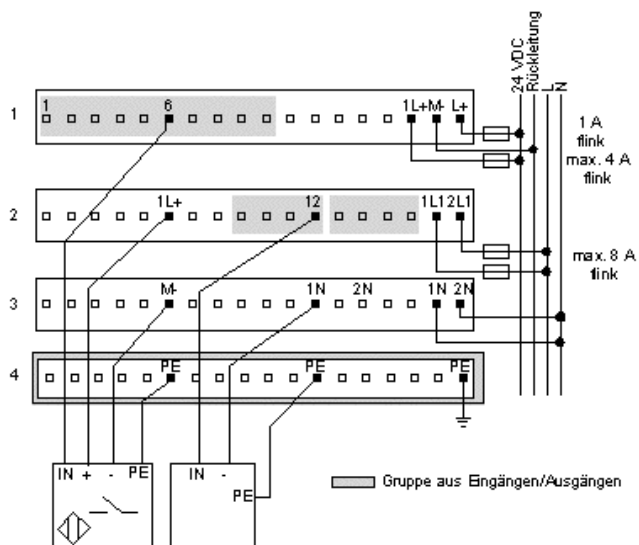 24 VDC
Rückleitung
L
N
1
1
6
1L+
M-
L+
1 A
flink
max. 4 A
flink
2
1L+
12
1L1
2L1
max. 8 A
flink
3
M-
1N
2N
1N
2N
4
PE
PE
PE
IN + - PE
IN -
PE
Gruppe aus Eingängen/Ausgängen